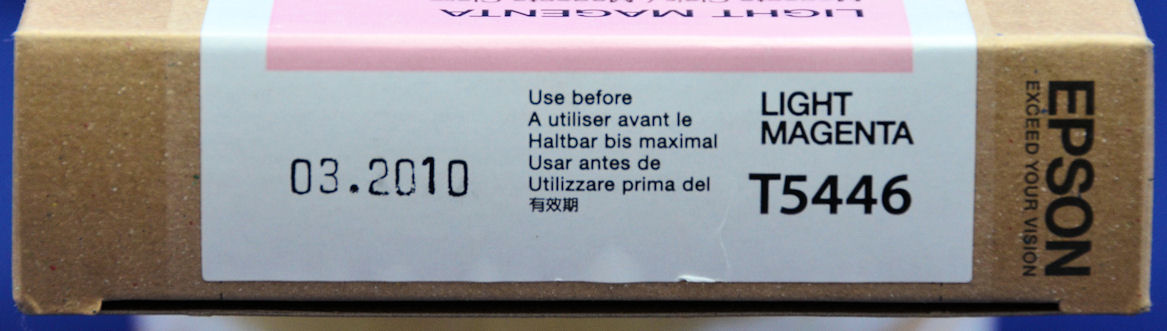 LIGHT MAGENTA
Use before
A utiliser avant le
Haltbar bis maximal
Usar antes de
Utilizzare prima del
有效期
03.2010
LIGHT
MAGENTA
T5446
EPSON
EXCEED YOUR VISION